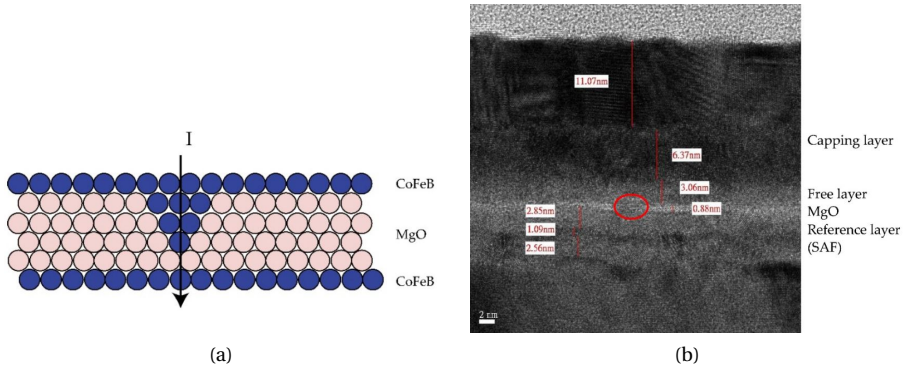 I
CoFeB
MgO
CoFeB
(a)
11.07nm
6.37nm
3.06nm
0.88nm
2.85nm
1.09nm
2.56nm
2 nm
Capping layer
Free layer
MgO
Reference layer
(SAF)
(b)